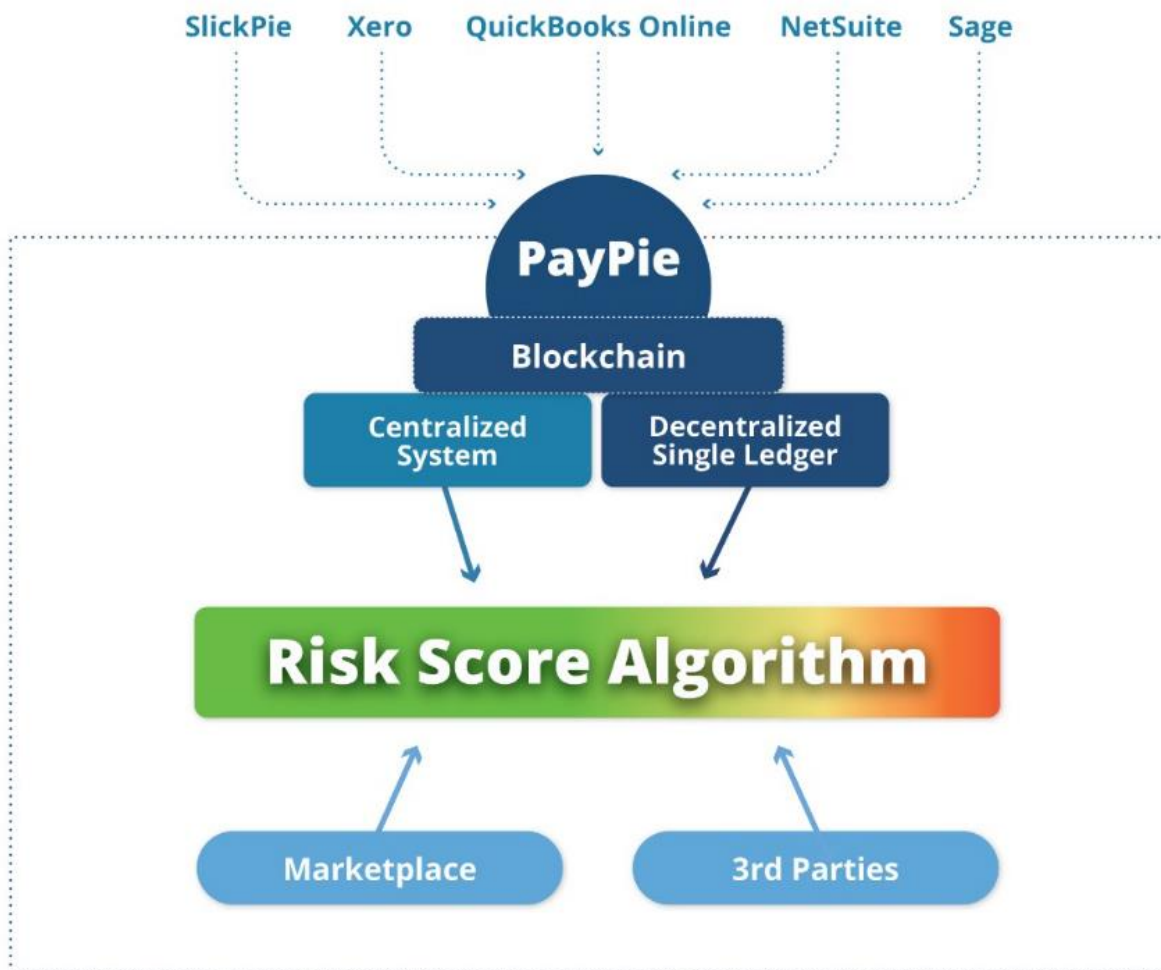 SlickPie Xero QuickBooks Online NetSuite Sage
PayPie
Blockchain
Centralized
System
Decentralized
Single Ledger
Risk Score Algorithm
Marketplace
3rd Parties